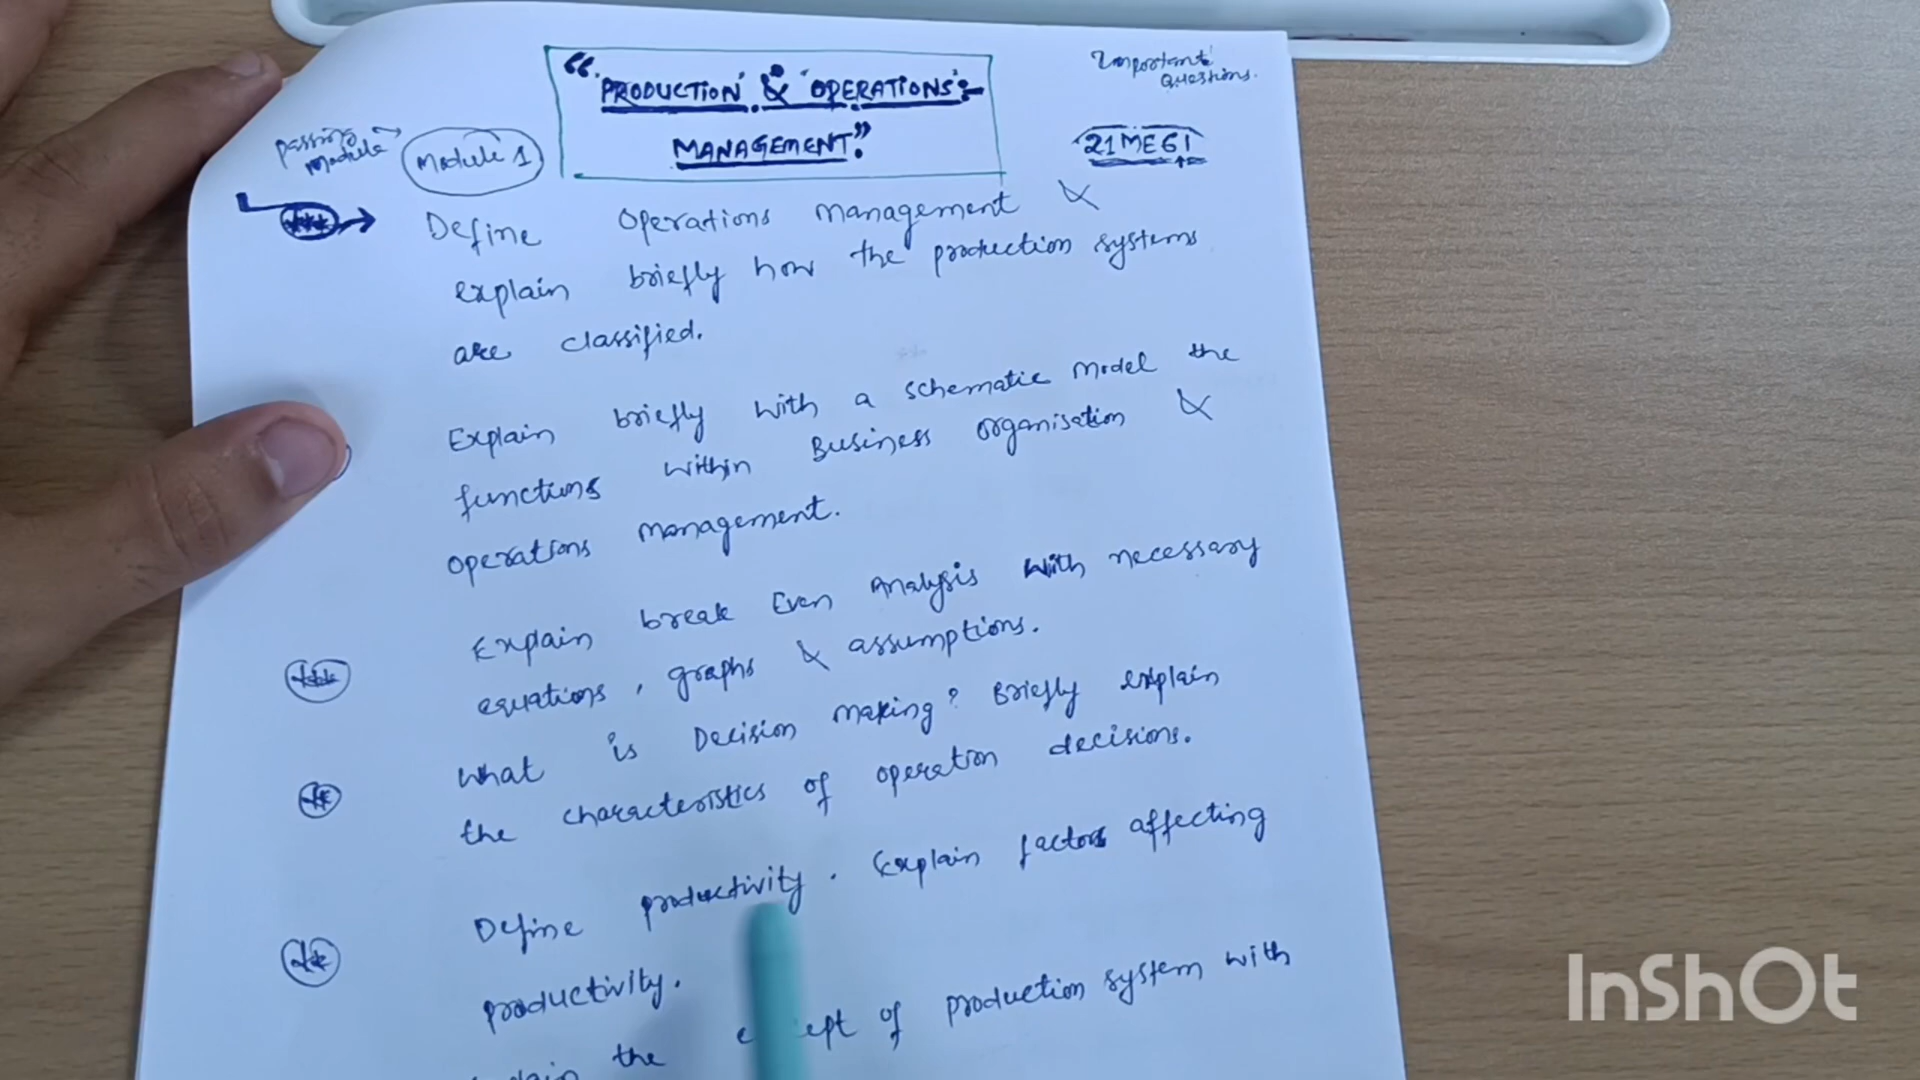 Important
Questions.
"PRODUCTION & OPERATIONS:-
MANAGEMENT."
21ME61
passing
module
Module 1
*** Define Operations Management &
explain briefly how the production systems
are classified.
Explain briefly with a schematic model the
functions within Business organisation &
operations management.
Explain break Even Analysis with necessary
*** equations, graphs & assumptions.
What is Decision making? Briefly explain
** the characteristics of operation decisions.
Define productivity. Explain factors affecting
** productivity.
the of production system with
InShOt